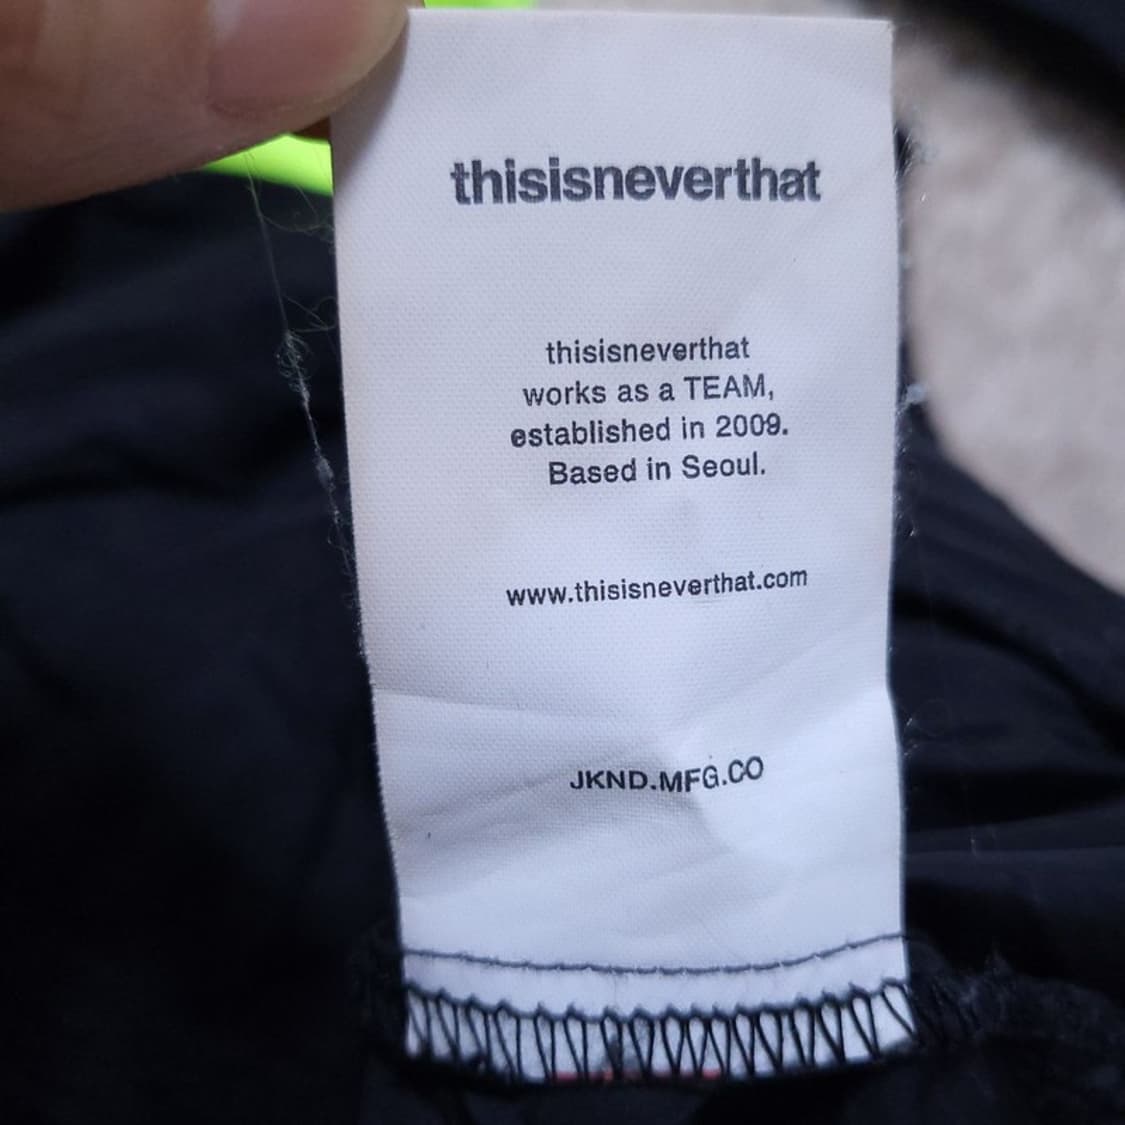 thisisneverthat
thisisneverthat
works as a TEAM,
established in 2009.
Based in Seoul.
www.thisisneverthat.com
JKND.MFG.CO